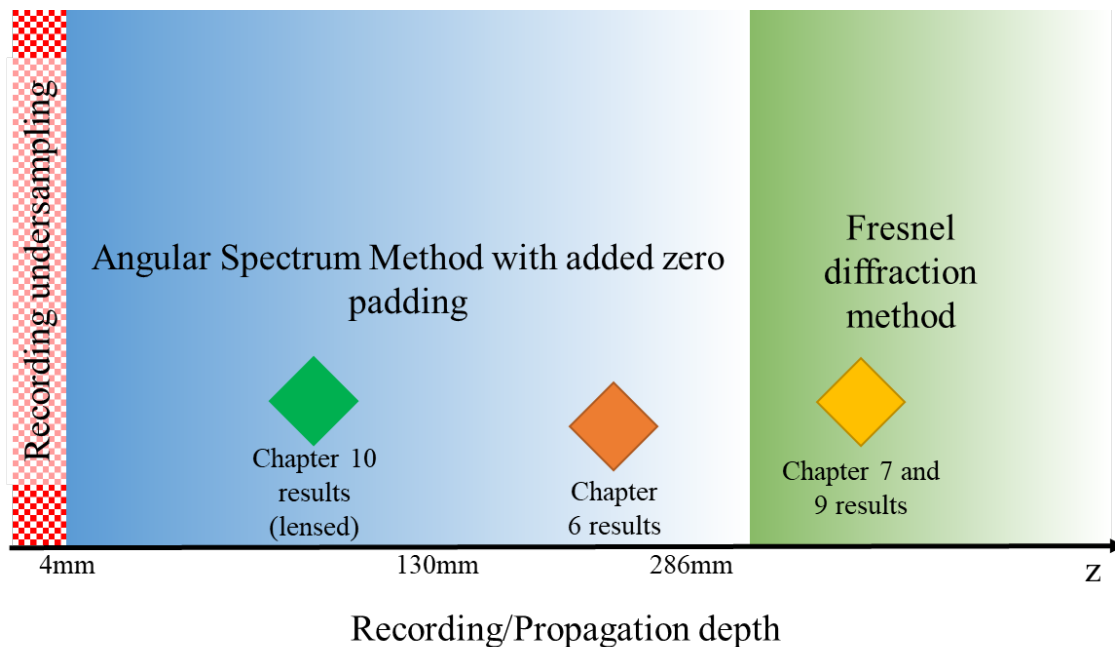 Recording undersampling
Angular Spectrum Method with added zero
padding
Fresnel
diffraction
method
Chapter 10
results
(lensed)
Chapter
6 results
Chapter 7 and
9 results
4mm
130mm
286mm
z
Recording/Propagation depth